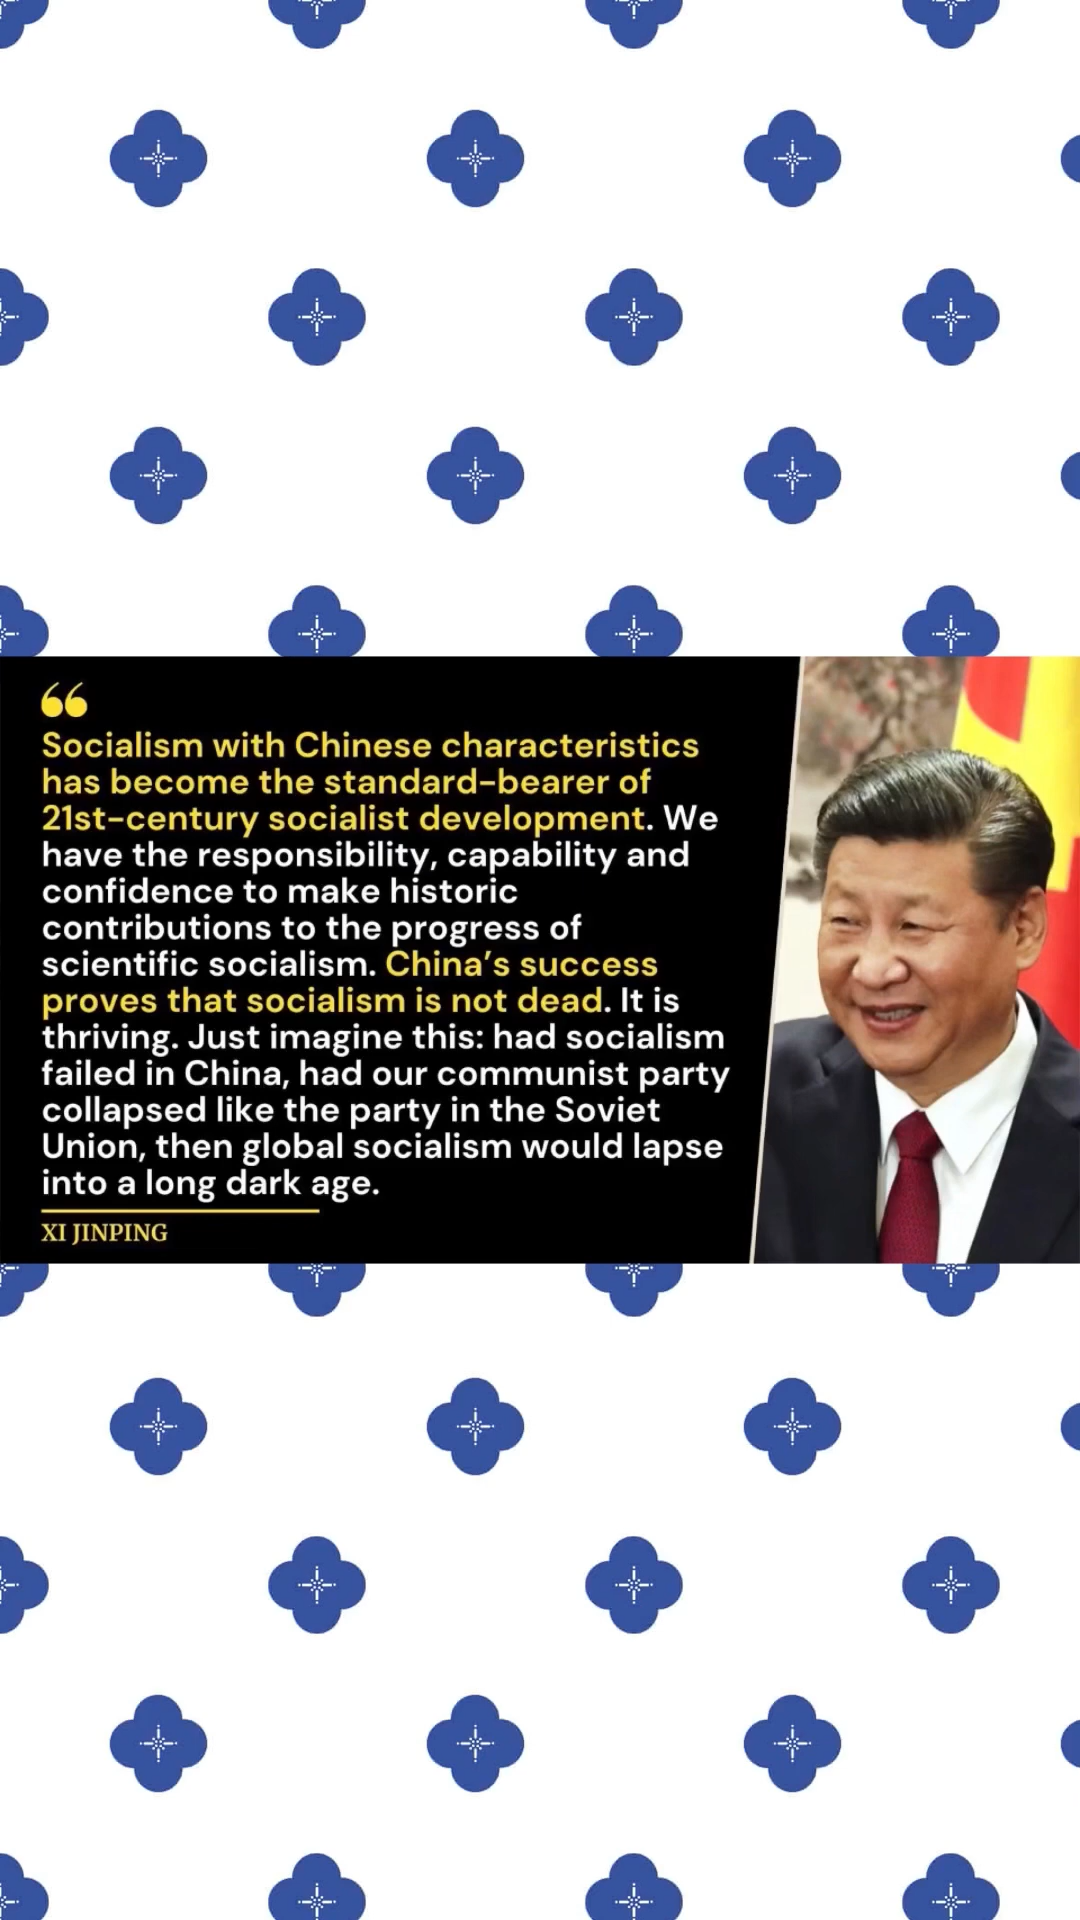 “
Socialism with Chinese characteristics
has become the standard-bearer of
21st-century socialist development. We
have the responsibility, capability and
confidence to make historic
contributions to the progress of
scientific socialism. China’s success
proves that socialism is not dead. It is
thriving. Just imagine this: had socialism
failed in China, had our communist party
collapsed like the party in the Soviet
Union, then global socialism would lapse
into a long dark age.
XI JINPING